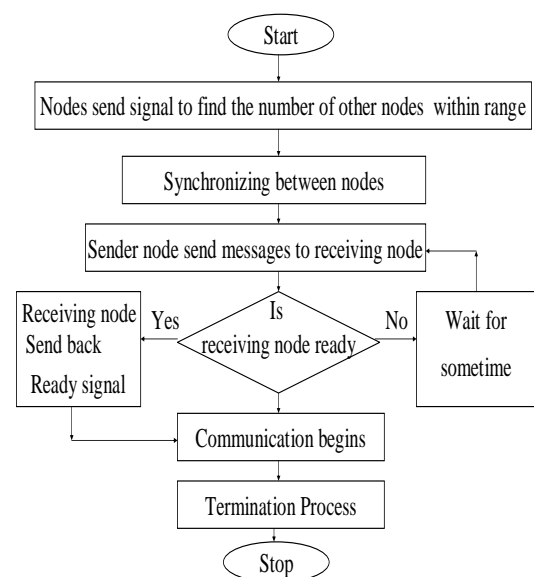 Start
Nodes send signal to find the number of other nodes within range
Synchronizing between nodes
Sender node send messages to receiving node
Is
receiving node ready
Yes
No
Receiving node
Send back
Ready signal
Wait for
sometime
Communication begins
Termination Process
Stop